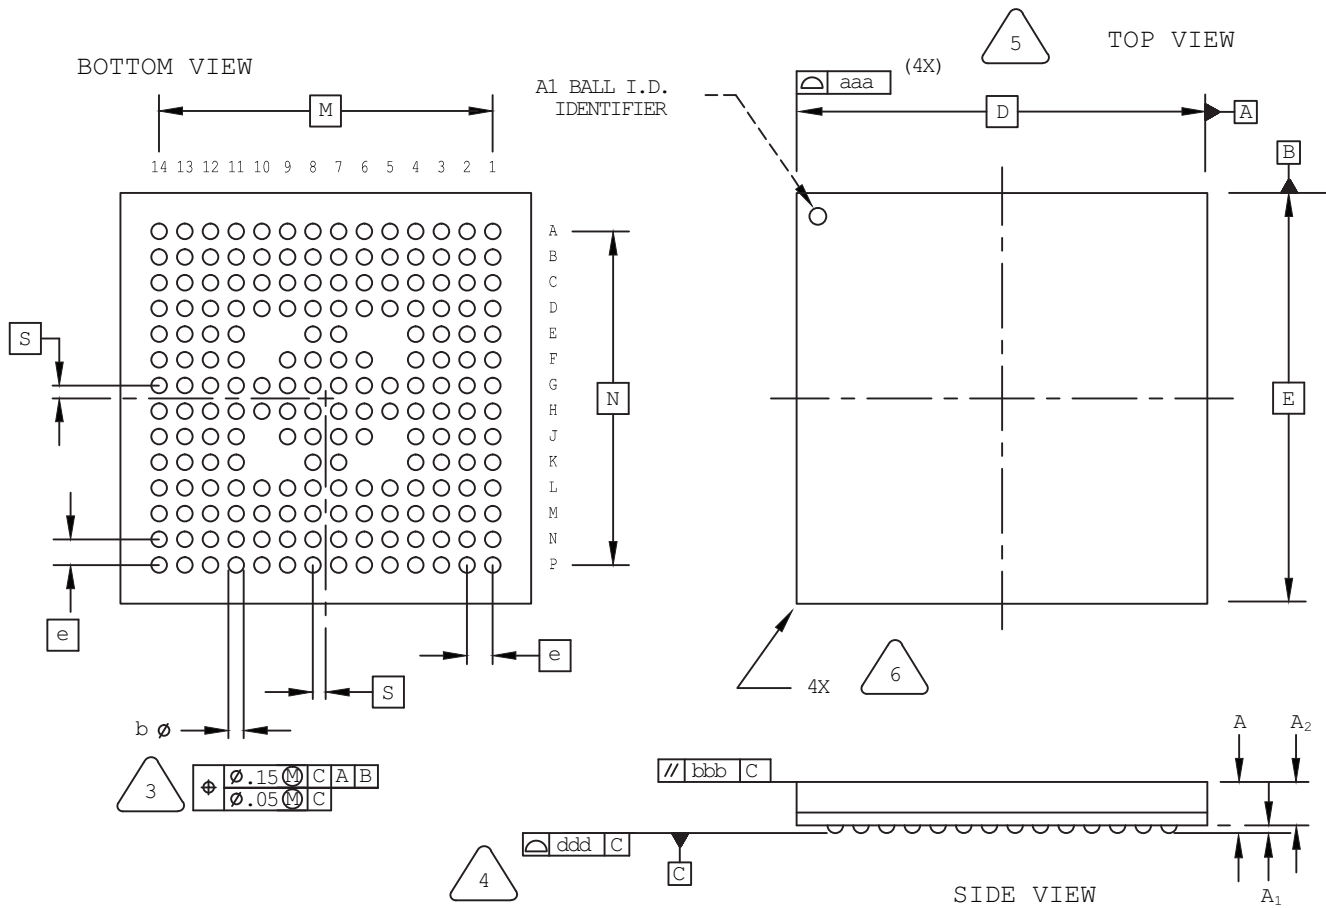 BOTTOM VIEW
5
TOP VIEW
aaa
(4X)
A1 BALL I.D.
IDENTIFIER
M
D
A
B
14 13 12 11 10 9 8 7 6 5 4 3 2 1
A
B
C
D
E
F
G
H
J
K
L
M
N
P
S
N
E
e
e
S
4X
6
b ⌀
3
⌖ ⌀.15 Ⓜ C A B
⌀.05 Ⓜ C
// bbb C
A
A2
ddd C
C
4
SIDE VIEW
A1